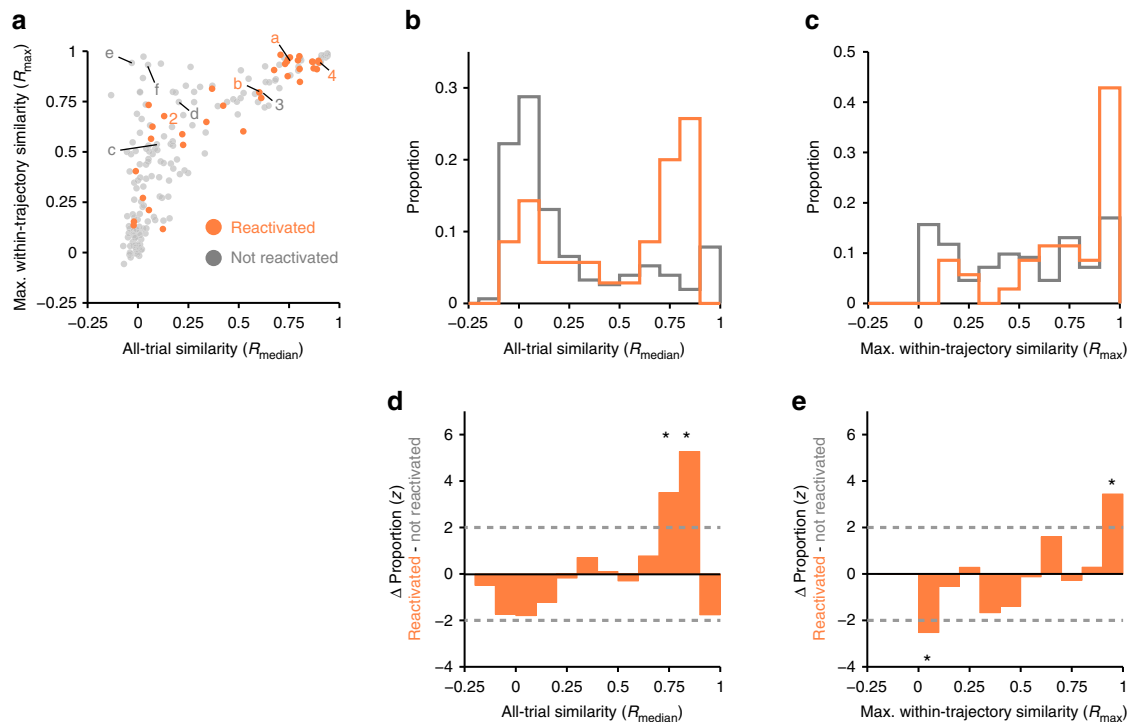 a
Max. within-trajectory similarity (Rmax)
1
0.75
0.5
0.25
0
−0.25
−0.25
0
0.25
0.5
0.75
1
All-trial similarity (Rmedian)
e
f
a
4
b
3
d
2
c
Reactivated
Not reactivated
b
Proportion
0.3
0.2
0.1
0
−0.25
0
0.25
0.5
0.75
1
All-trial similarity (Rmedian)
c
Proportion
0.5
0.4
0.3
0.2
0.1
0
−0.25
0
0.25
0.5
0.75
1
Max. within-trajectory similarity (Rmax)
d
Δ Proportion (z)
Reactivated - not reactivated
6
4
2
0
−2
−4
* *
−0.25
0
0.25
0.5
0.75
1
All-trial similarity (Rmedian)
e
Δ Proportion (z)
Reactivated - not reactivated
6
4
2
0
−2
−4
*
*
−0.25
0
0.25
0.5
0.75
1
Max. within-trajectory similarity (Rmax)